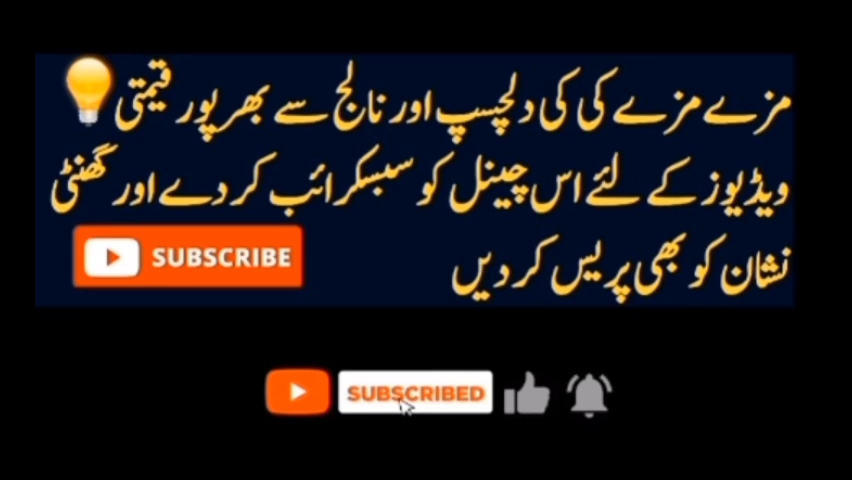 مزے مزے کی کی دلچسپ اور نالج سے بھرپور قیمتی
ویڈیوز کے لئے اس چینل کو سبسکرائب کر دے اور گھنٹی
نشان کو بھی پریس کر دیں
SUBSCRIBE
SUBSCRIBED